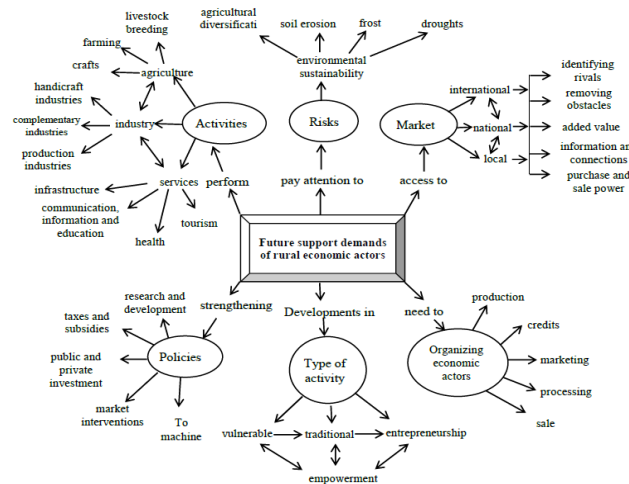 agricultural
diversificati
soil erosion
frost
droughts
environmental
sustainability
livestock
breeding
farming
crafts
agriculture
handicraft
industries
complementary
industries
production
industries
industry
Activities
Risks
Market
international
national
local
identifying
rivals
removing
obstacles
added value
information an
connections
purchase and
sale power
services
perform
pay attention to
access to
infrastructure
communication,
information and
education
health
tourism
Future support demands
of rural economic actors
strengthening
Developments in
need to
research and
development
taxes and
subsidies
public and
private
investment
market
interventions
To
machine
Policies
Type of
activity
vulnerable
traditional
entrepreneurship
empowerment
Organizing
economic
actors
production
credits
marketing
processing
sale